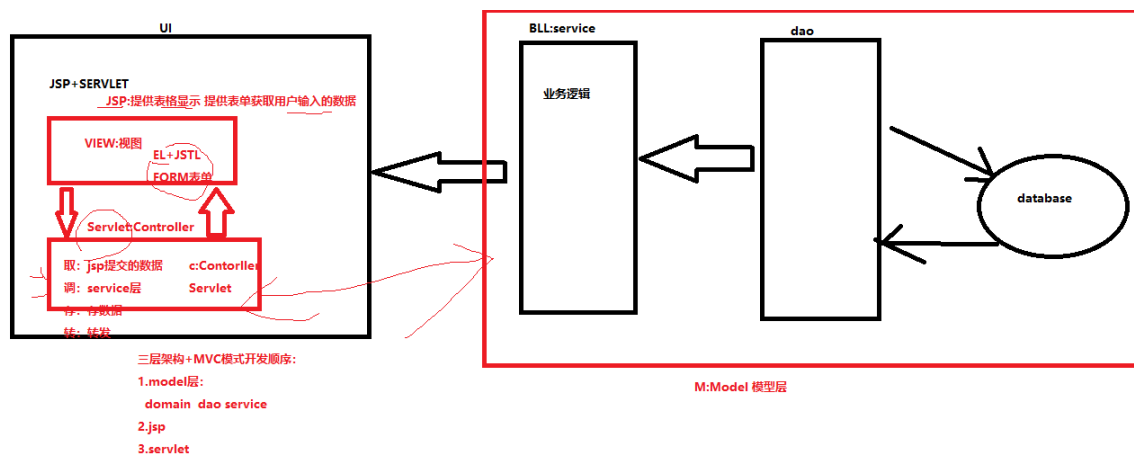 UI
JSP+SERVLET
JSP:提供表格显示 提供表单获取用户输入的数据
VIEW:视图
EL+JSTL
FORM表单
Servlet:Controller
取：jsp提交的数据 c:Contorller
调：service层 Servlet
存：存数据
转：转发
三层架构+MVC模式开发顺序：
1.model层：
domain dao service
2.jsp
3.servlet
BLL:service
业务逻辑
dao
database
M:Model 模型层